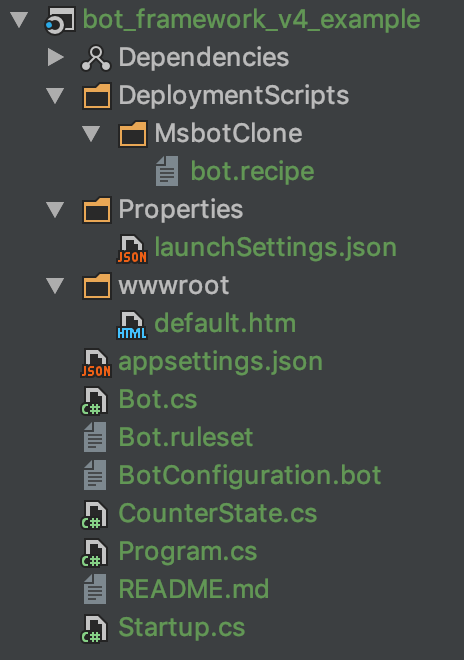 bot_framework_v4_example
Dependencies
DeploymentScripts
MsbotClone
bot.recipe
Properties
JSON launchSettings.json
wwwroot
HTML default.htm
JSON appsettings.json
C# Bot.cs
Bot.ruleset
BotConfiguration.bot
C# CounterState.cs
C# Program.cs
README.md
C# Startup.cs